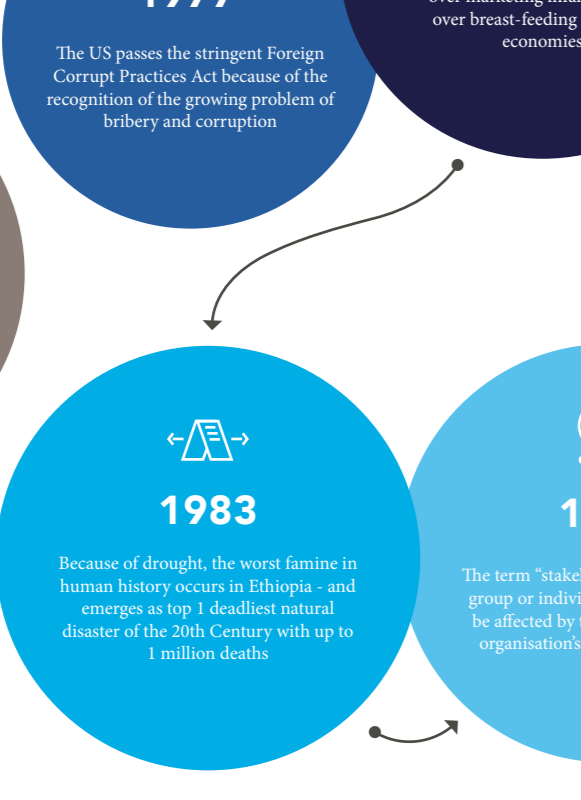 The US passes the stringent Foreign
Corrupt Practices Act because of the
recognition of the growing problem of
bribery and corruption
over breast-feeding
economies
1983
Because of drought, the worst famine in
human history occurs in Ethiopia - and
emerges as top 1 deadliest natural
disaster of the 20th Century with up to
1 million deaths
The term
group or
be affected by
organisation's